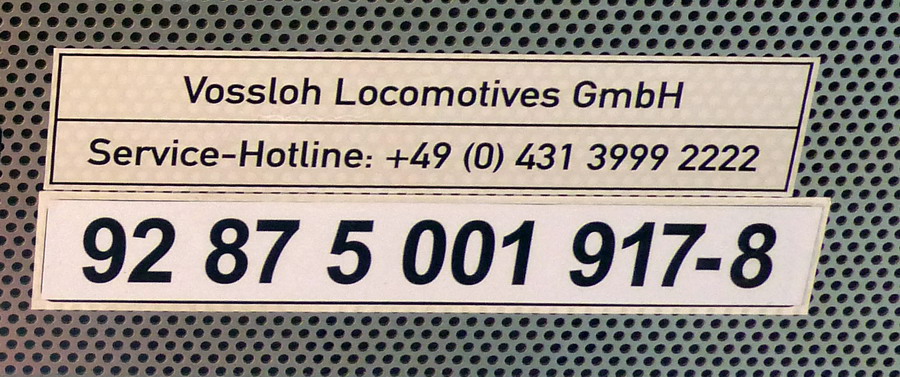 Vossloh Locomotives GmbH
Service-Hotline: +49 (0) 431 3999 2222
92 87 5 001 917-8